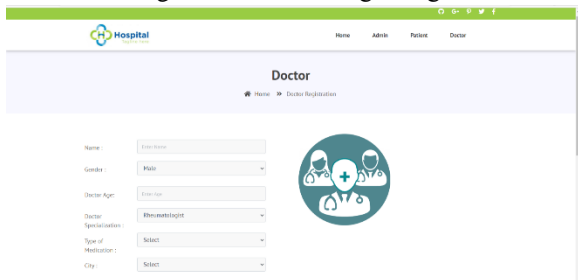 Hospital
Home Admin Patient Doctor
Doctor
Home » Doctor Registration
Name : Enter Name
Gender : Male
Doctor Age: Enter Age
Doctor Specialization : Rheumatologist
Type of Medication : Select
City : Select